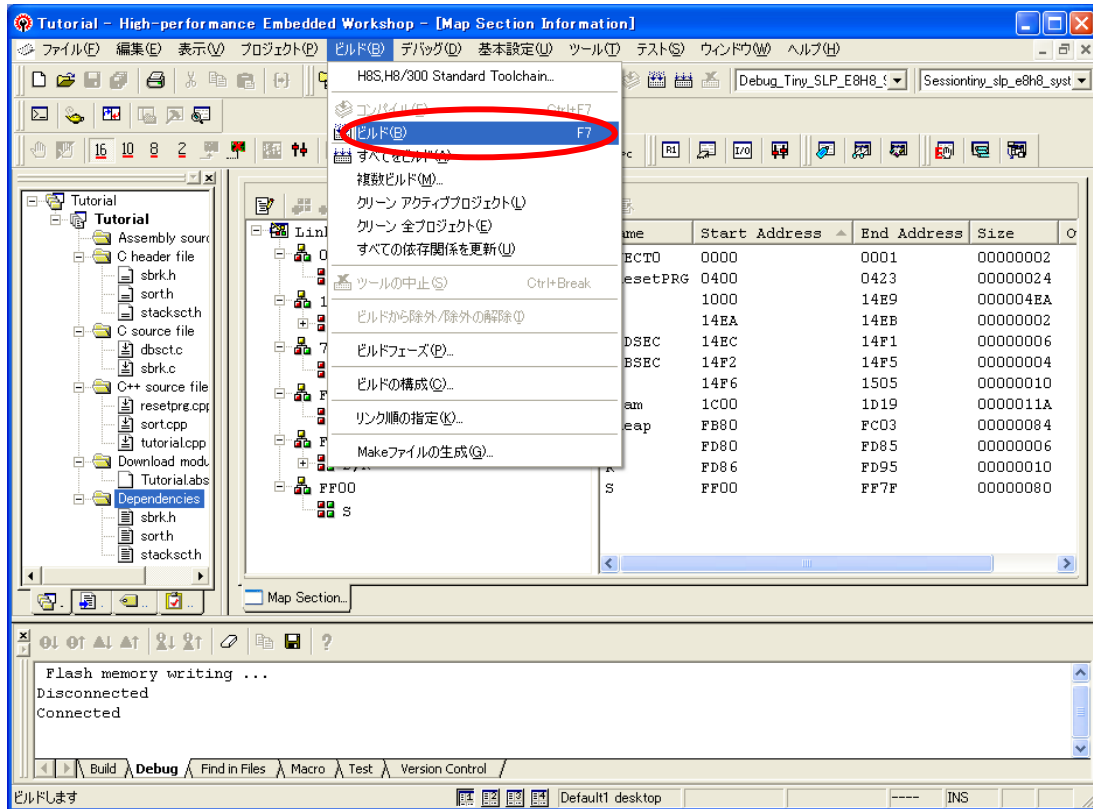 Tutorial - High-performance Embedded Workshop - [Map Section Information]
ファイル(F) 編集(E) 表示(V) プロジェクト(P) ビルド(B) デバッグ(D) 基本設定(U) ツール(T) テスト(S) ウィンドウ(W) ヘルプ(H)
Debug_Tiny_SLP_E8H8_ Sessiontiny_slp_e8h8_syst
H8S,H8/300 Standard Toolchain...
コンパイル(F) Ctrl+F7
ビルド(B) F7
すべてをビルド(A)
複数ビルド(M)...
クリーン アクティブプロジェクト(L)
クリーン 全プロジェクト(E)
すべての依存関係を更新(U)
ツールの中止(S) Ctrl+Break
ビルドから除外/除外の解除(I)
ビルドフェーズ(P)...
ビルドの構成(C)...
リンク順の指定(K)...
Makeファイルの生成(G)...
16 10 8 2
R1 I/O
Tutorial
Tutorial
Assembly sourc
C header file
sbrk.h
sort.h
stacksct.h
C source file
dbsct.c
sbrk.c
C++ source file
resetprg.cpp
sort.cpp
tutorial.cpp
Download modu
Tutorial.abs
Dependencies
sbrk.h
sort.h
stacksct.h
Lin
0
1
7
F
F
FF00
S
me Start Address End Address Size
ECT0 0000 0001 00000002
esetPRG 0400 0423 00000024
1000 14E9 000004EA
14EA 14EB 00000002
DSEC 14EC 14F1 00000006
BSEC 14F2 14F5 00000004
14F6 1505 00000010
am 1C00 1D19 0000011A
eap FB80 FC03 00000084
FD80 FD85 00000006
R FD86 FD95 00000010
S FF00 FF7F 00000080
Map Section...
Flash memory writing ...
Disconnected
Connected
Build Debug Find in Files Macro Test Version Control
ビルドします Default1 desktop ---- INS